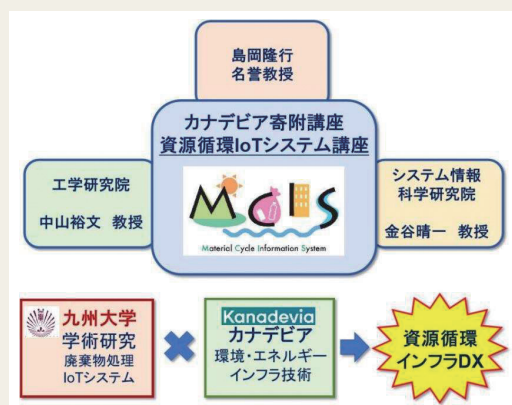 島岡隆行
名誉教授
カナデビア寄附講座
資源循環IoTシステム講座
MCIS
Material Cycle Information System
工学研究院
中山裕文 教授
システム情報
科学研究院
金谷晴一 教授
九州大学
学術研究
廃棄物処理
IoTシステム
Kanadevia
カナデビア
環境・エネルギー
インフラ技術
資源循環
インフラDX